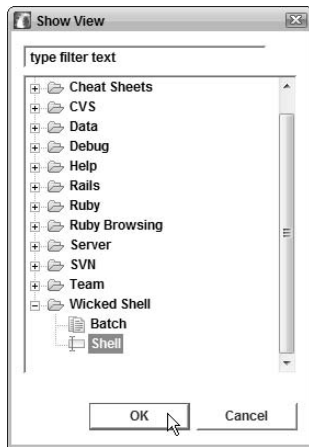 Show View
type filter text
Cheat Sheets
CVS
Data
Debug
Help
Rails
Ruby
Ruby Browsing
Server
SVN
Team
Wicked Shell
Batch
Shell
OK
Cancel